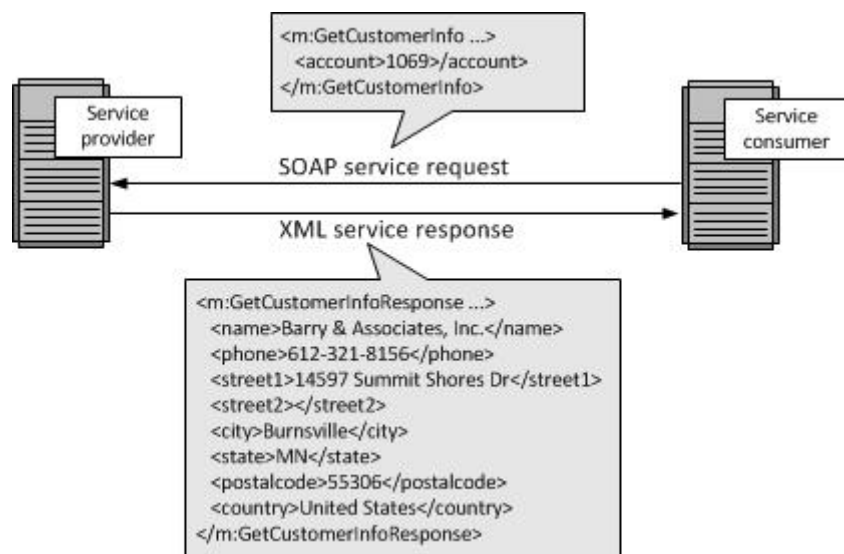 <m:GetCustomerInfo ...>
<account>1069>/account>
</m:GetCustomerInfo>
Service
provider
Service
consumer
SOAP service request
XML service response
<m:GetCustomerInfoResponse ...>
<name>Barry & Associates, Inc.</name>
<phone>612-321-8156</phone>
<street1>14597 Summit Shores Dr</street1>
<street2></street2>
<city>Burnsville</city>
<state>MN</state>
<postalcode>55306</postalcode>
<country>United States</country>
</m:GetCustomerInfoResponse>